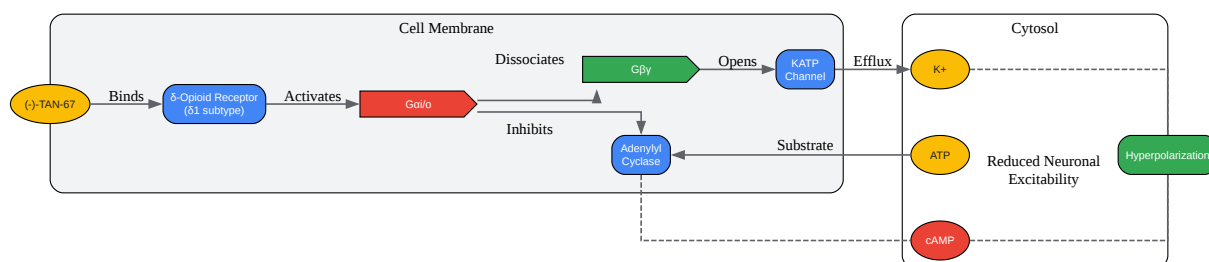 Cell Membrane
Cytosol
(-)-TAN-67
Binds
δ-Opioid Receptor
(δ1 subtype)
Activates
Gαi/o
Dissociates
Inhibits
Gβγ
Opens
KATP
Channel
Efflux
K+
Adenylyl
Cyclase
Substrate
ATP
Reduced Neuronal
Excitability
Hyperpolarization
cAMP